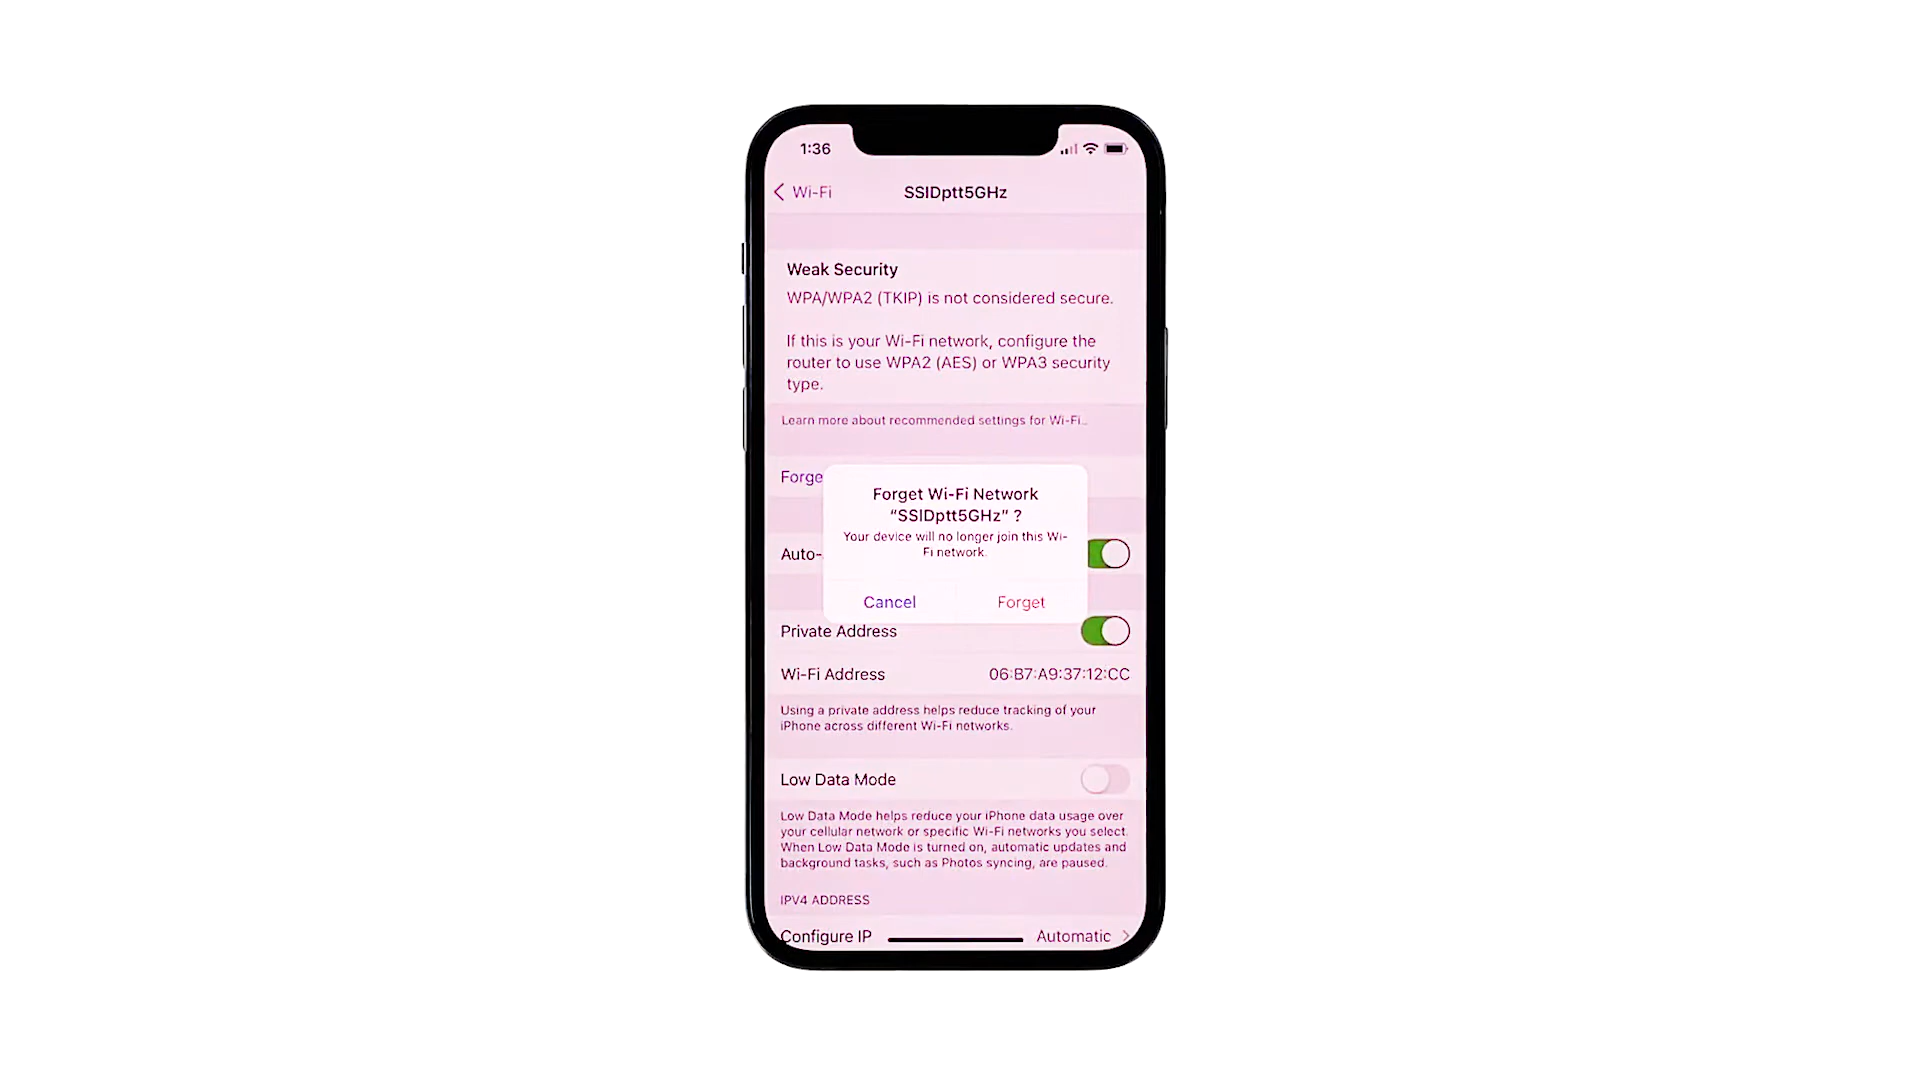 1:36
Wi-Fi
SSIDptt5GHz
Weak Security
WPA/WPA2 (TKIP) is not considered secure.
If this is your Wi-Fi network, configure the
router to use WPA2 (AES) or WPA3 security
type.
Learn more about recommended settings for Wi-Fi...
Forge
Forget Wi-Fi Network
“SSIDptt5GHz” ?
Your device will no longer join this Wi-
Fi network.
Auto-
Cancel Forget
Private Address
Wi-Fi Address 06:B7:A9:37:12:CC
Using a private address helps reduce tracking of your
iPhone across different Wi-Fi networks.
Low Data Mode
Low Data Mode helps reduce your iPhone data usage over
your cellular network or specific Wi-Fi networks you select.
When Low Data Mode is turned on, automatic updates and
background tasks, such as Photos syncing, are paused.
IPV4 ADDRESS
Configure IP Automatic